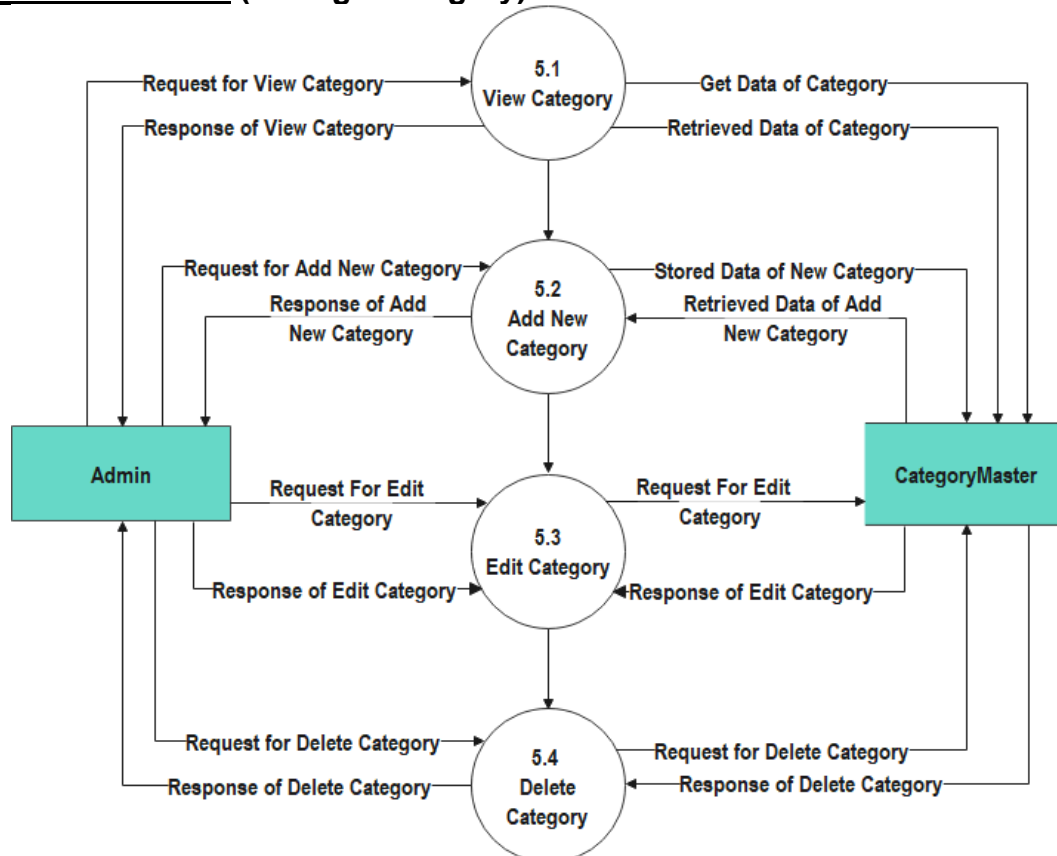 5.1
View Category
Request for View Category
Get Data of Category
Response of View Category
Retrieved Data of Category
Request for Add New Category
Stored Data of New Category
5.2
Add New
Category
Response of Add
New Category
Retrieved Data of Add
New Category
Admin
CategoryMaster
Request For Edit
Category
Request For Edit
Category
5.3
Edit Category
Response of Edit Category
Response of Edit Category
Request for Delete Category
Request for Delete Category
5.4
Delete
Category
Response of Delete Category
Response of Delete Category